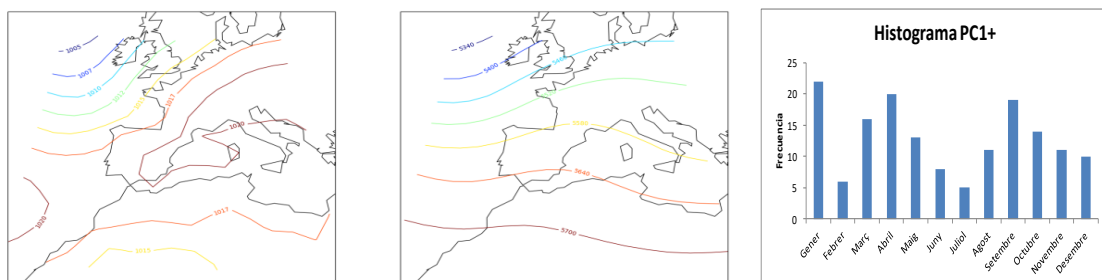 1005
1007
1010
1012
1015
1017
1020
1020
1017
1015
5340
5400
5580
5640
5700
Histograma PC1+
Frecuencia
25
20
15
10
5
0
Gener
Febrer
Març
Abril
Maig
Juny
Juliol
Agost
Setembre
Octubre
Novembre
Desembre